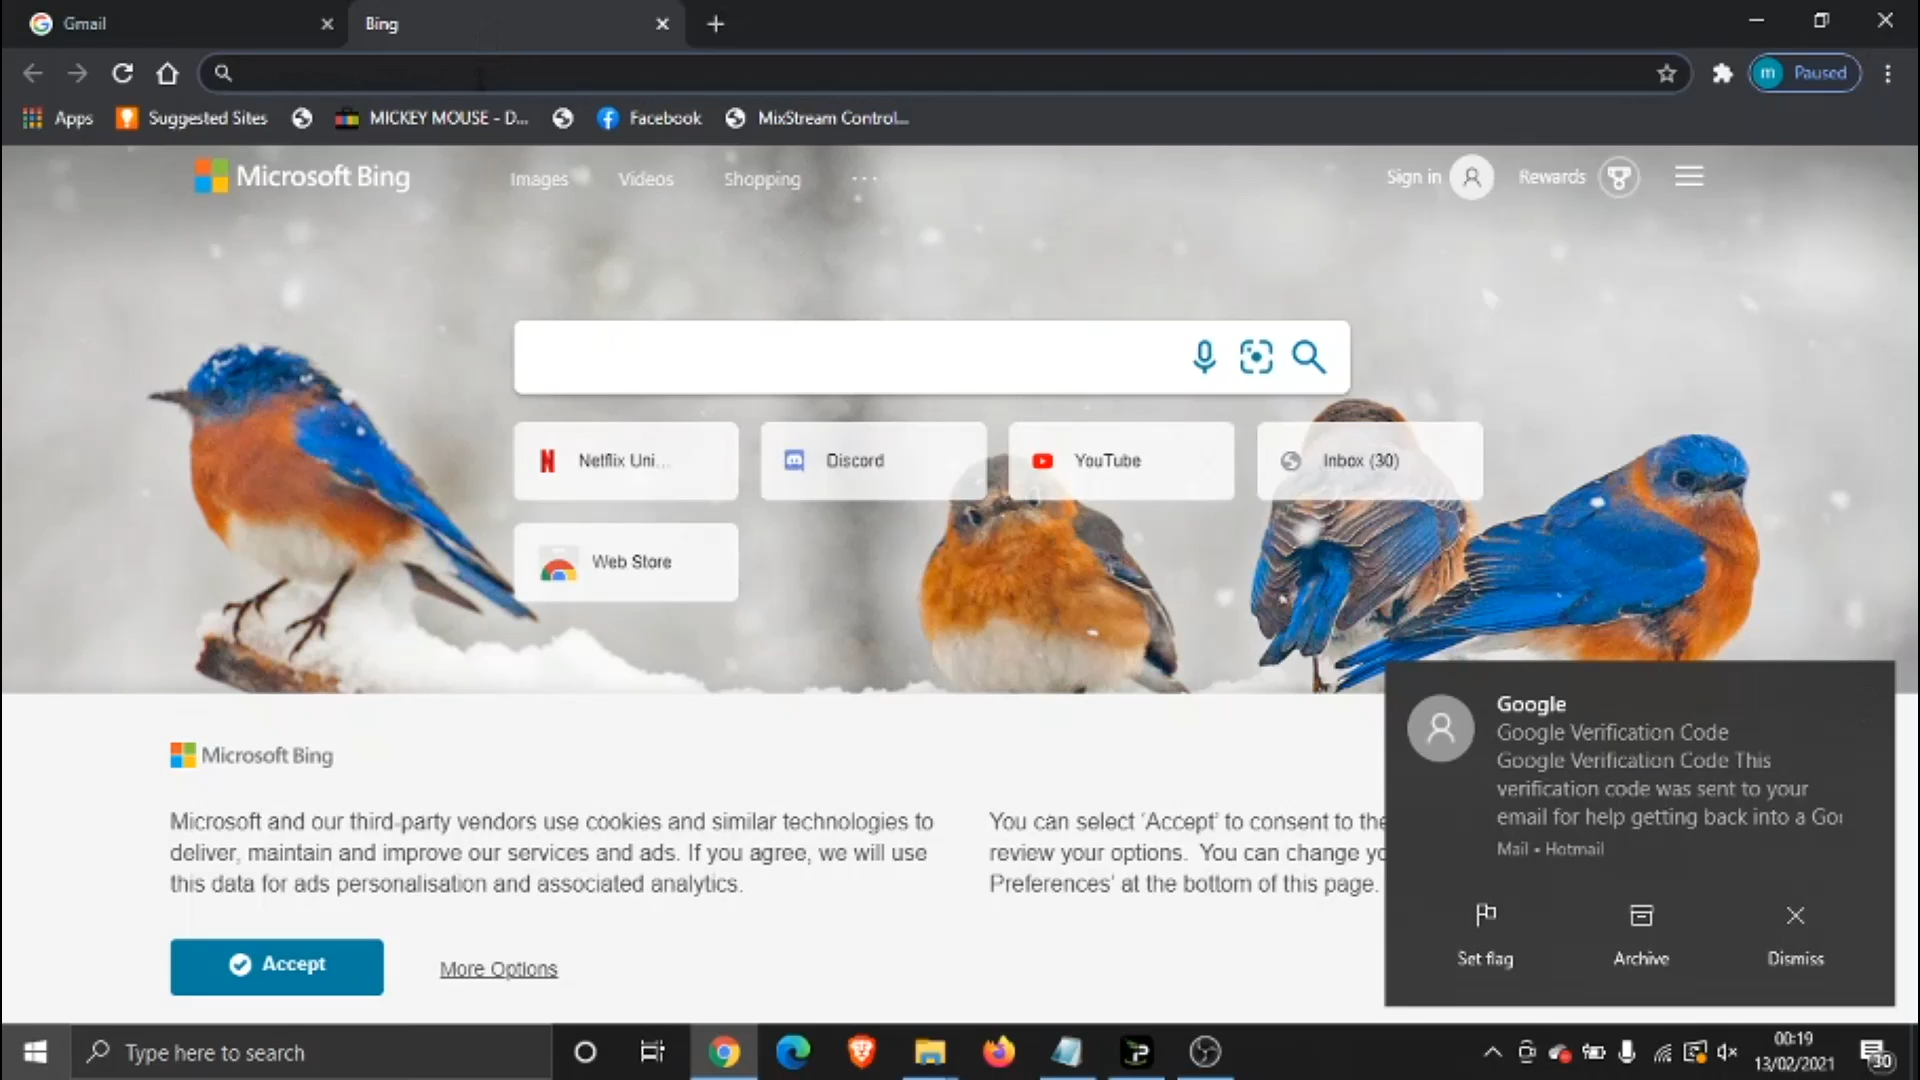 Gmail
Bing
Paused
m
Apps
Suggested Sites
MICKEY MOUSE - D...
Facebook
MixStream Control...
Microsoft Bing
Images
Videos
Shopping
Sign in
Rewards
Netflix Uni...
Discord
YouTube
Inbox (30)
Web Store
Microsoft Bing
Microsoft and our third-party vendors use cookies and similar technologies to
deliver, maintain and improve our services and ads. If you agree, we will use
this data for ads personalisation and associated analytics.
You can select 'Accept' to consent to the
review your options. You can change yo
Preferences' at the bottom of this page.
Accept
More Options
Google
Google Verification Code
Google Verification Code This
verification code was sent to your
email for help getting back into a Goo
Mail • Hotmail
Set flag
Archive
Dismiss
Type here to search
00:19
13/02/2021
30